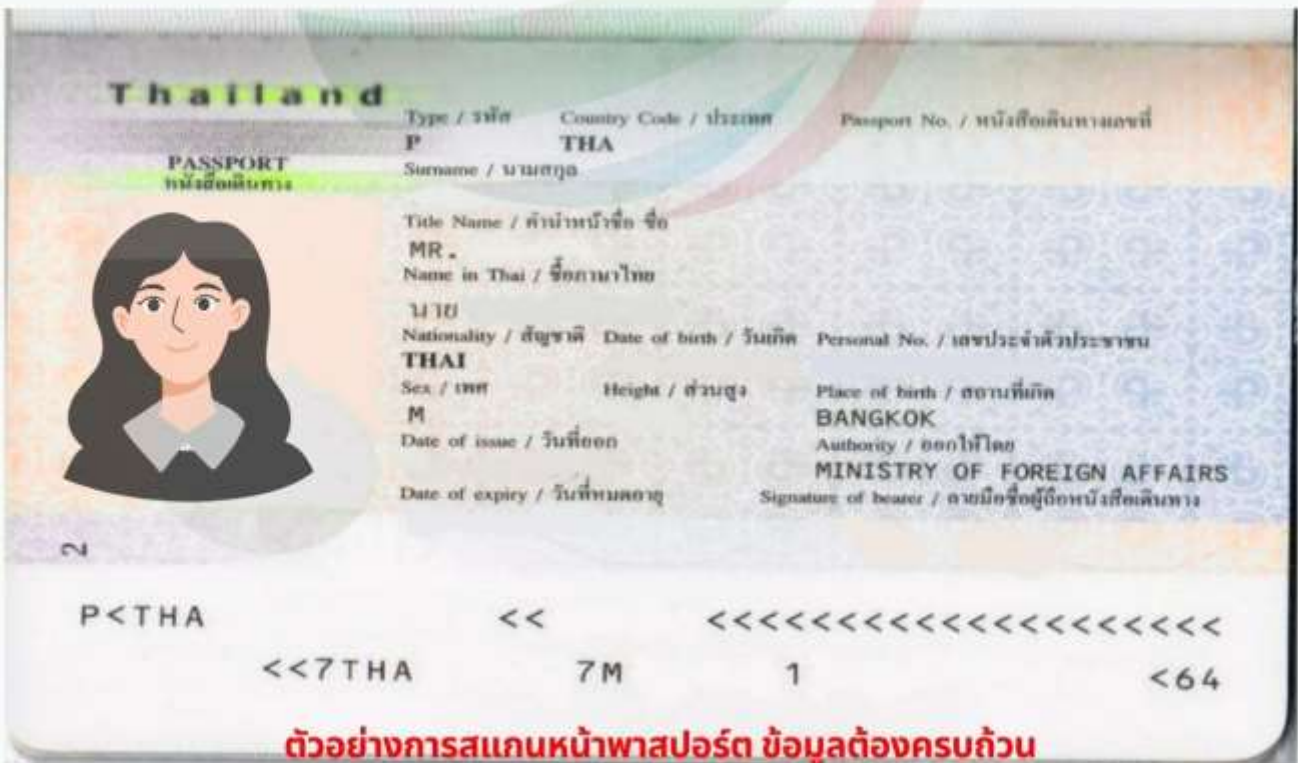 Thailand
Type / รหัส Country Code / ประเทศ Passport No. / หนังสือเดินทางเลขที่
P THA
PASSPORT
หนังสือเดินทาง
Surname / นามสกุล
Title Name / คำนำหน้าชื่อ ชื่อ
MR.
Name in Thai / ชื่อภาษาไทย
นาย
Nationality / สัญชาติ Date of birth / วันเกิด Personal No. / เลขประจำตัวประชาชน
THAI
Sex / เพศ Height / ส่วนสูง Place of birth / สถานที่เกิด
M BANGKOK
Date of issue / วันที่ออก Authority / ออกให้โดย
MINISTRY OF FOREIGN AFFAIRS
Date of expiry / วันที่หมดอายุ Signature of bearer / ลายมือชื่อผู้ถือหนังสือเดินทาง
2
P<THA << <<<<<<<<<<<<<<<<<<<<
<<7THA 7M 1 <64
ตัวอย่างการสแกนหน้าพาสปอร์ต ข้อมูลต้องครบถ้วน